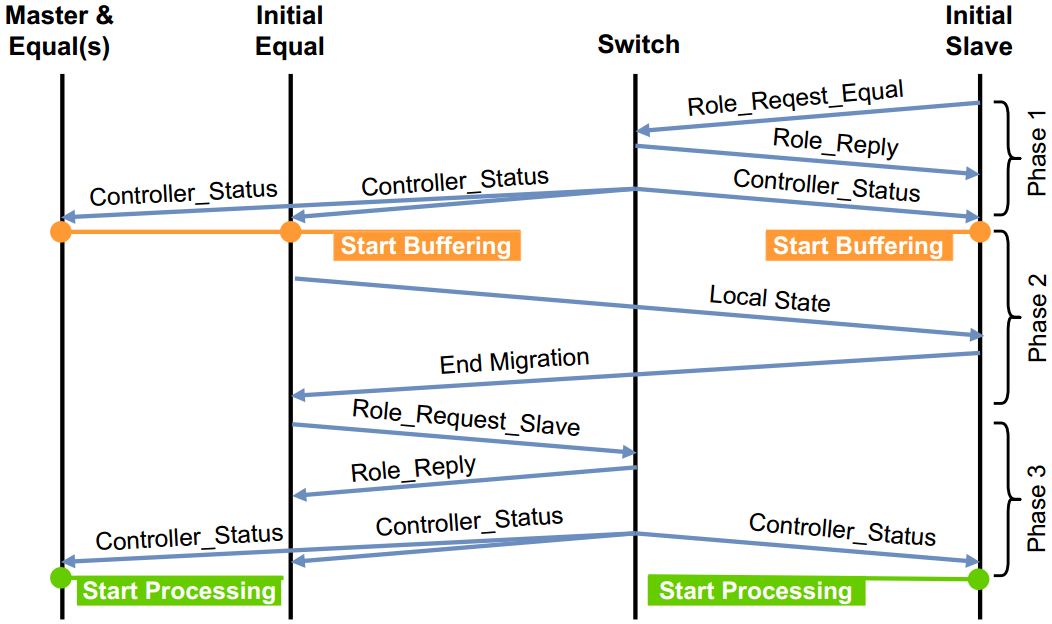 Master &
Equal(s)
Initial
Equal
Switch
Initial
Slave
Role_Reqest_Equal
Role_Reply
Controller_Status
Controller_Status
Controller_Status
Phase 1
Start Buffering
Start Buffering
Local State
End Migration
Phase 2
Role_Request_Slave
Role_Reply
Controller_Status
Controller_Status
Controller_Status
Phase 3
Start Processing
Start Processing